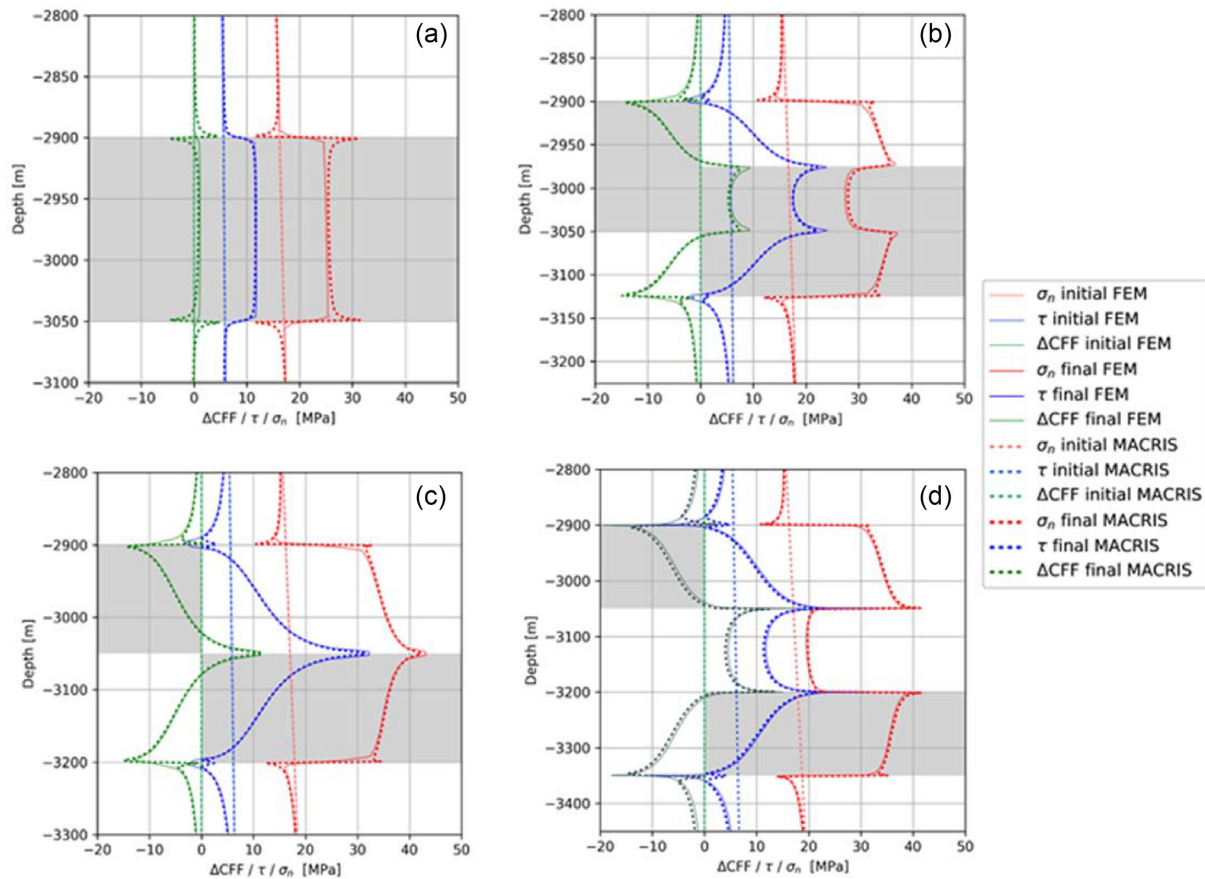 (a)
−2800
−2850
−2900
−2950
−3000
−3050
−3100
Depth [m]
−20 −10 0 10 20 30 40 50
ΔCFF / τ / σn [MPa]
(b)
−2800
−2850
−2900
−2950
−3000
−3050
−3100
−3150
−3200
Depth [m]
−20 −10 0 10 20 30 40 50
ΔCFF / τ / σn [MPa]
(c)
−2800
−2900
−3000
−3100
−3200
−3300
Depth [m]
−20 −10 0 10 20 30 40 50
ΔCFF / τ / σn [MPa]
(d)
−2800
−2900
−3000
−3100
−3200
−3300
−3400
Depth [m]
−20 −10 0 10 20 30 40 50
ΔCFF / τ / σn [MPa]
σn initial FEM
τ initial FEM
ΔCFF initial FEM
σn final FEM
τ final FEM
ΔCFF final FEM
σn initial MACRIS
τ initial MACRIS
ΔCFF initial MACRIS
σn final MACRIS
τ final MACRIS
ΔCFF final MACRIS